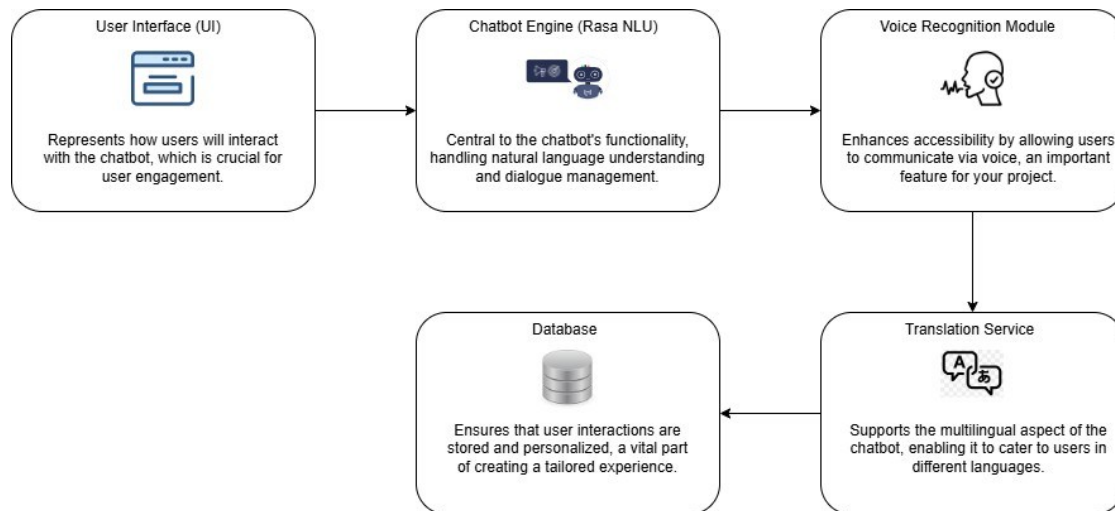 User Interface (UI)
Represents how users will interact
with the chatbot, which is crucial for
user engagement.
Chatbot Engine (Rasa NLU)
Central to the chatbot's functionality,
handling natural language understanding
and dialogue management.
Voice Recognition Module
Enhances accessibility by allowing users
to communicate via voice, an important
feature for your project.
Translation Service
A
あ
Supports the multilingual aspect of the
chatbot, enabling it to cater to users in
different languages.
Database
Ensures that user interactions are
stored and personalized, a vital part
of creating a tailored experience.